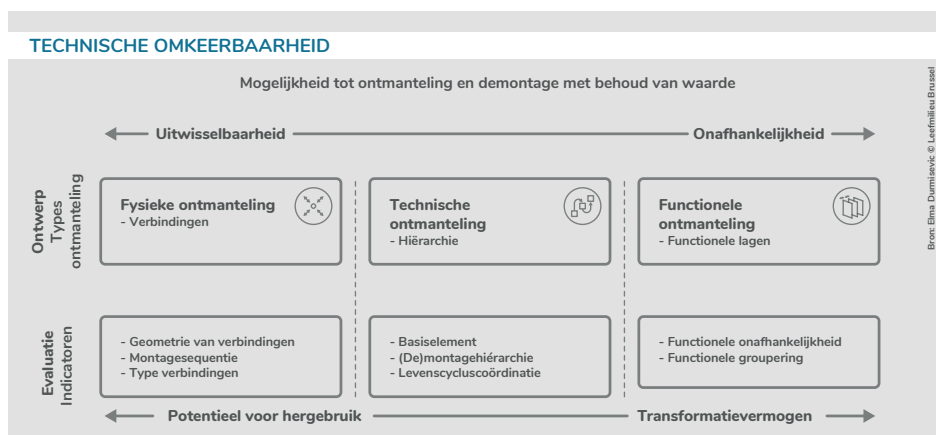 TECHNISCHE OMKEERBAARHEID
Mogelijkheid tot ontmanteling en demontage met behoud van waarde
Uitwisselbaarheid
Onafhankelijkheid
Ontwerp
Types
ontmanteling
Fysieke ontmanteling
- Verbindingen
Technische
ontmanteling
- Hiërarchie
Functionele
ontmanteling
- Functionele lagen
Evaluatie
Indicatoren
- Geometrie van verbindingen
- Montagesequentie
- Type verbindingen
- Basiselement
- (De)montagehiérarchie
- Levenscycluscoördinatie
- Functionele onafhankelijkheid
- Functionele groupering
Potentieel voor hergebruik
Transformatievermogen
Bron: Elma Durmisevic © Leefmilieu Brussel